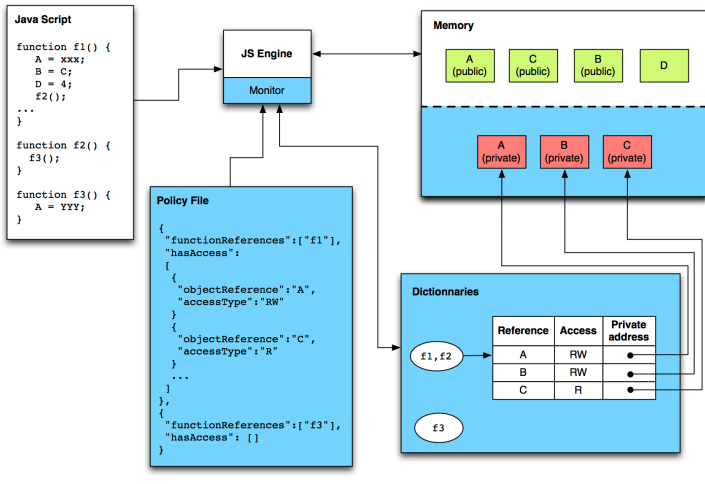 Java Script
function f1() {
A = xxx;
B = C;
D = 4;
f2();
...
}
function f2() {
f3();
}
function f3() {
A = YYY;
}
JS Engine
Monitor
Memory
A
(public)
C
(public)
B
(public)
D
A
(private)
B
(private)
C
(private)
Policy File
{
"functionReferences":["f1"],
"hasAccess":
[
{
"objectReference":"A",
"accessType":"RW"
}
{
"objectReference":"C",
"accessType":"R"
}
...
]
},
{
"functionReferences":["f3"],
"hasAccess": []
}
Dictionnaries
f1,f2
f3
Reference Access Private address
A RW
B RW
C R